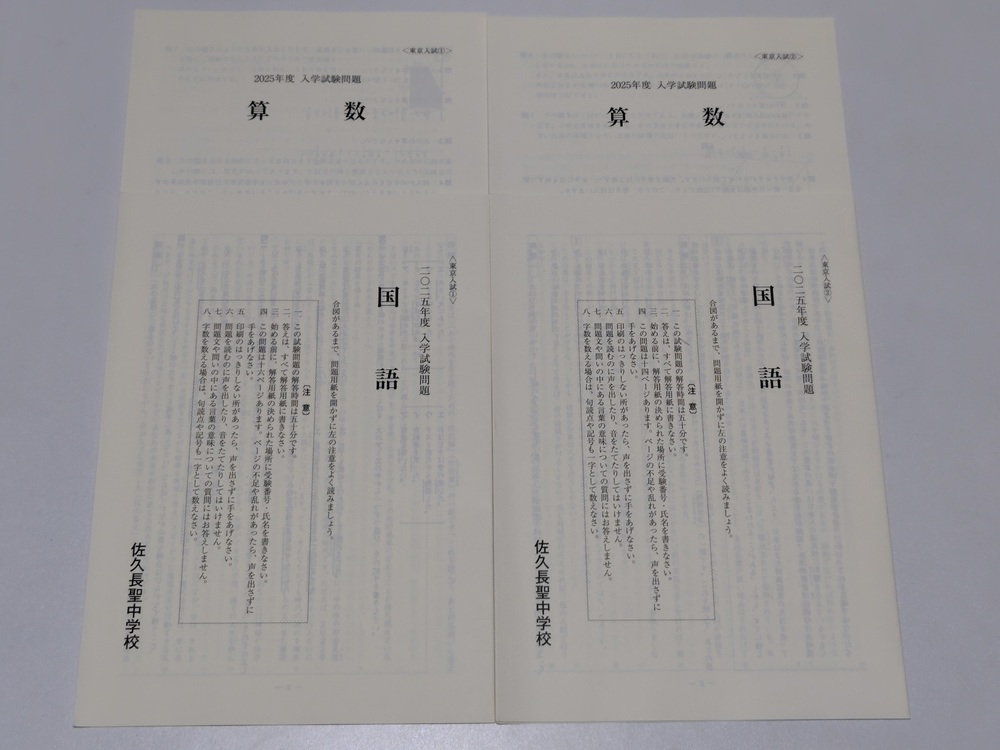 ＜東京入試①＞
2025年度 入学試験問題
算 数
＜東京入試②＞
2025年度 入学試験問題
算 数
＜東京入試①＞
二〇二五年度 入学試験問題
国 語
合図があるまで、問題用紙を開かずに左の注意をよく読みましょう。
〔注 意〕
一 この試験問題の解答時間は五十分です。
二 答えは、すべて解答用紙に書きなさい。
三 始める前に、解答用紙の決められた場所に受験番号・氏名を書きなさい。
四 この問題は十六ページあります。ページの不足や乱れがあったら、声を出さずに
手をあげなさい。
五 印刷のはっきりしない所があったら、声を出さずに手をあげなさい。
六 問題を読むのに声を出したり、音をたてたりしてはいけません。
七 問題文や問いの中にある言葉の意味についての質問にはお答えしません。
八 字数を数える場合は、句読点や記号も一字として数えなさい。
佐久長聖中学校
＜東京入試②＞
二〇二五年度 入学試験問題
国 語
合図があるまで、問題用紙を開かずに左の注意をよく読みましょう。
〔注 意〕
一 この試験問題の解答時間は五十分です。
二 答えは、すべて解答用紙に書きなさい。
三 始める前に、解答用紙の決められた場所に受験番号・氏名を書きなさい。
四 この問題は十四ページあります。ページの不足や乱れがあったら、声を出さずに
手をあげなさい。
五 印刷のはっきりしない所があったら、声を出さずに手をあげなさい。
六 問題を読むのに声を出したり、音をたてたりしてはいけません。
七 問題文や問いの中にある言葉の意味についての質問にはお答えしません。
八 字数を数える場合は、句読点や記号も一字として数えなさい。
佐久長聖中学校